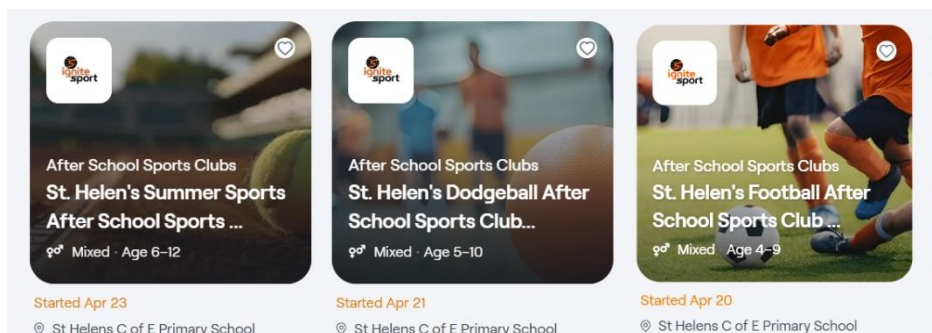 ignite
sport
After School Sports Clubs
St. Helen's Summer Sports
After School Sports ...
Mixed · Age 6–12
Started Apr 23
St Helens C of E Primary School
ignite
sport
After School Sports Clubs
St. Helen's Dodgeball After
School Sports Club...
Mixed · Age 5–10
Started Apr 21
St Helens C of E Primary School
ignite
sport
After School Sports Clubs
St. Helen's Football After
School Sports Club ...
Mixed · Age 4–9
Started Apr 20
St Helens C of E Primary School